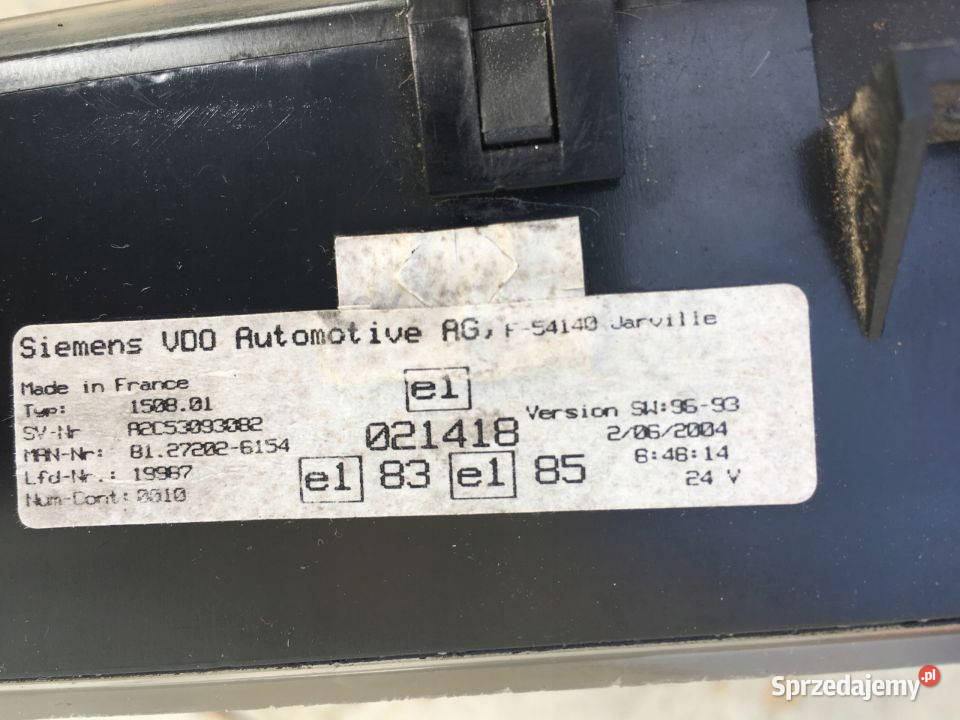 Siemens VDO Automotive AG, F-54140 Jarville
Made in France
Typ: 1508.01
SV-Nr A2C53093082
MAN-Nr: 81.27202-6154
Lfd-Nr.: 19987
Num-Cont: 0010
e1
021418
e1 83 e1 85
Version SW:96-93
2/06/2004
6:46:14
24 V
Sprzedajemy.pl